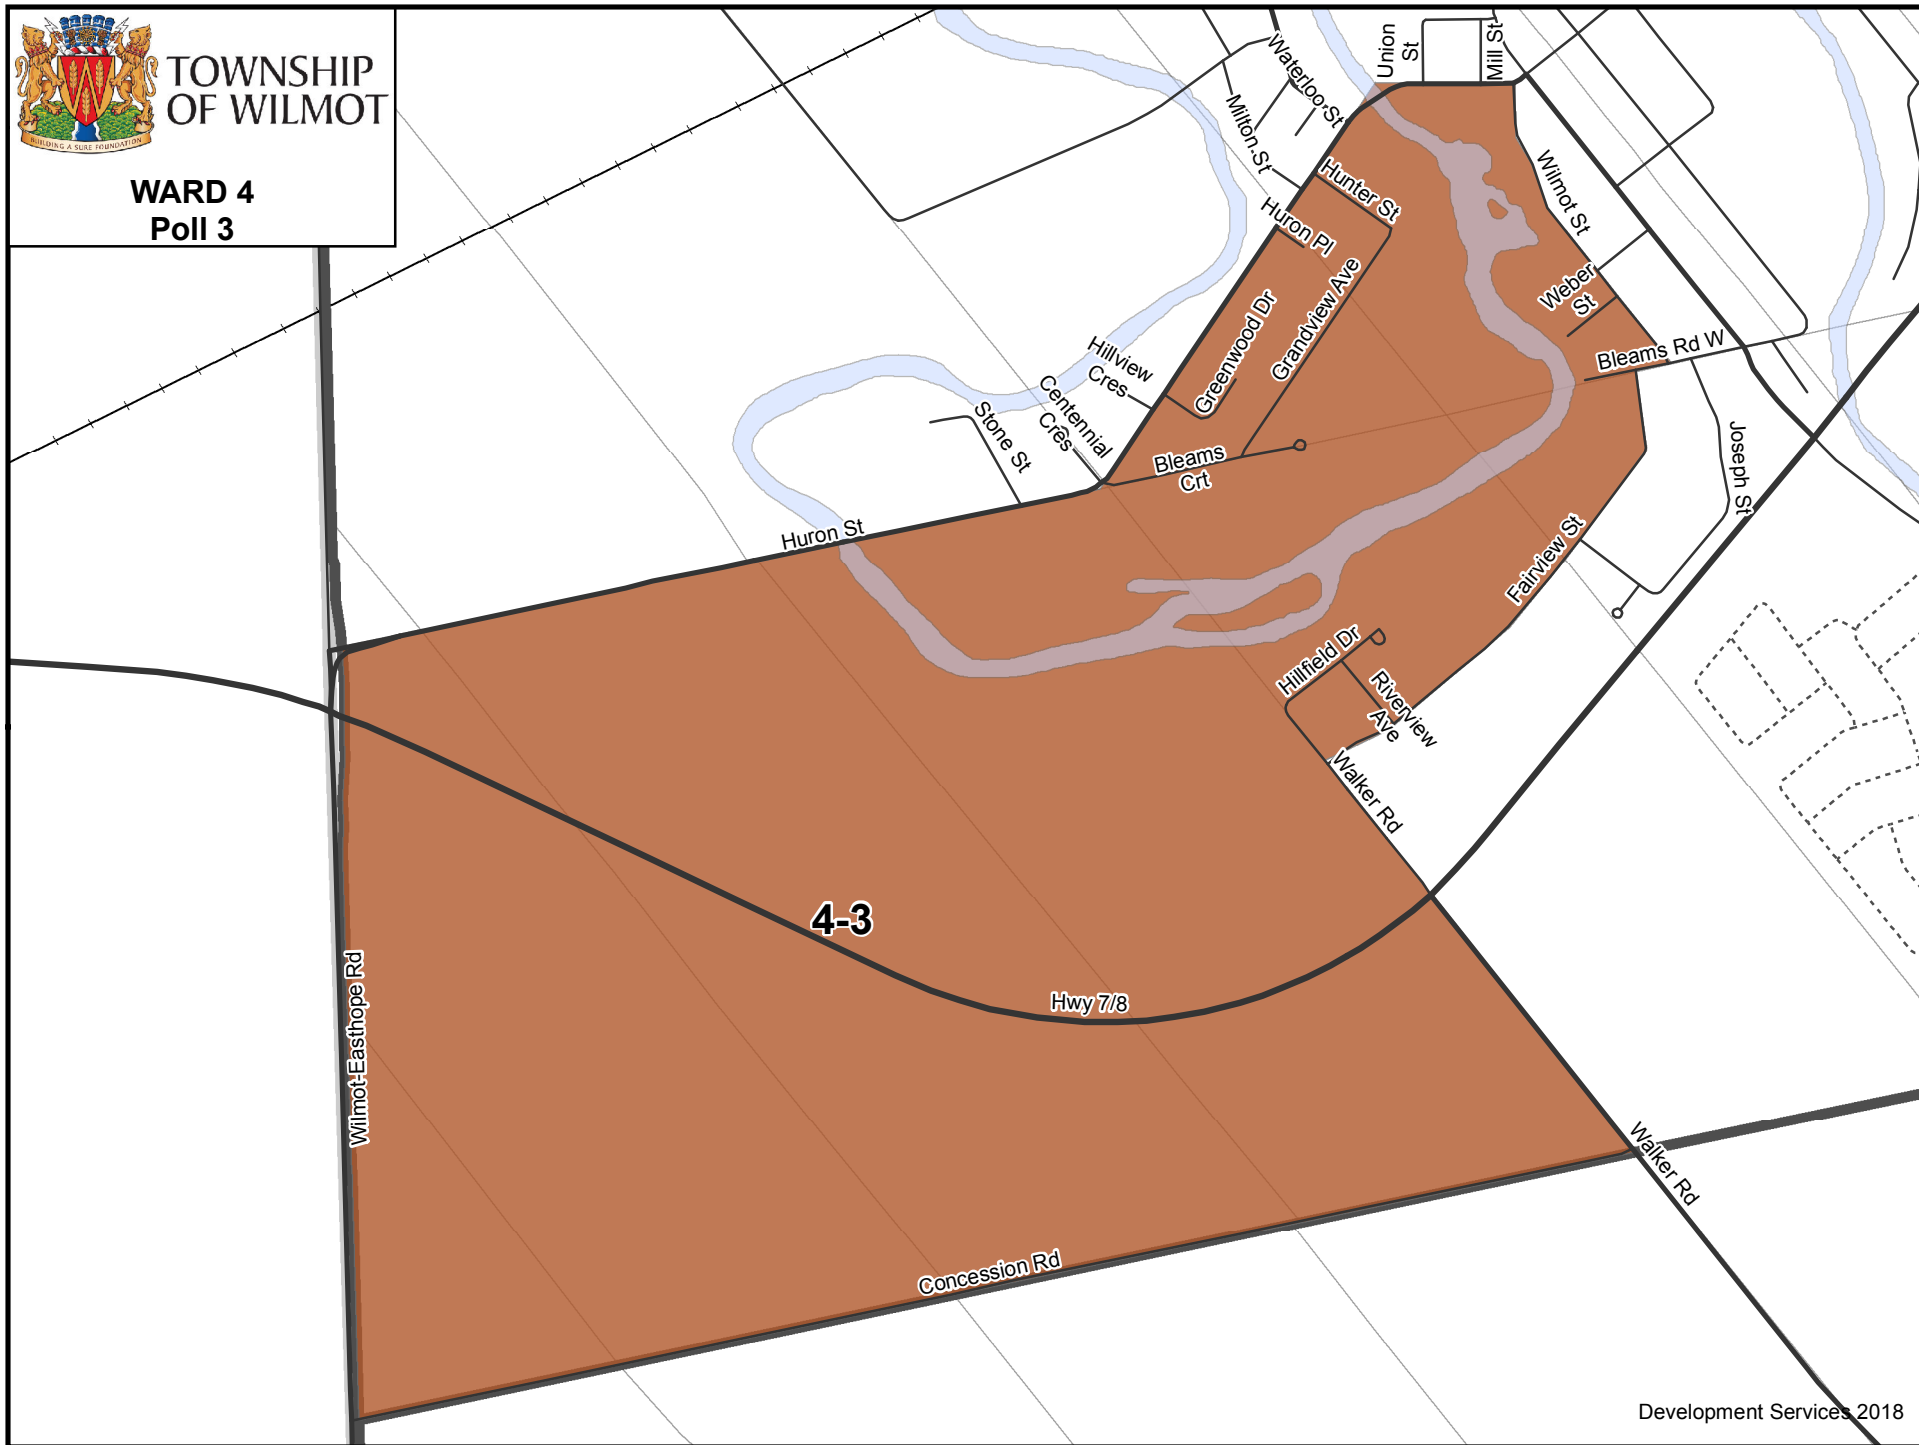 TOWNSHIP
OF WILMOT
BUILDING A SURE FOUNDATION
WARD 4
Poll 3
Union
St
Mill St
Waterloo St
Milton St
Hunter St
Wilmot St
Huron Pl
Weber
St
Grandview Ave
Greenwood Dr
Bleams Rd W
Hillview
Cres
Centennial
Cres
Stone St
Joseph St
Bleams
Crt
Huron St
Fairview St
Hillfield Dr
Riverview
Ave
Walker Rd
4-3
Hwy 7/8
Wilmot-Easthope Rd
Walker Rd
Concession Rd
Development Services 2018